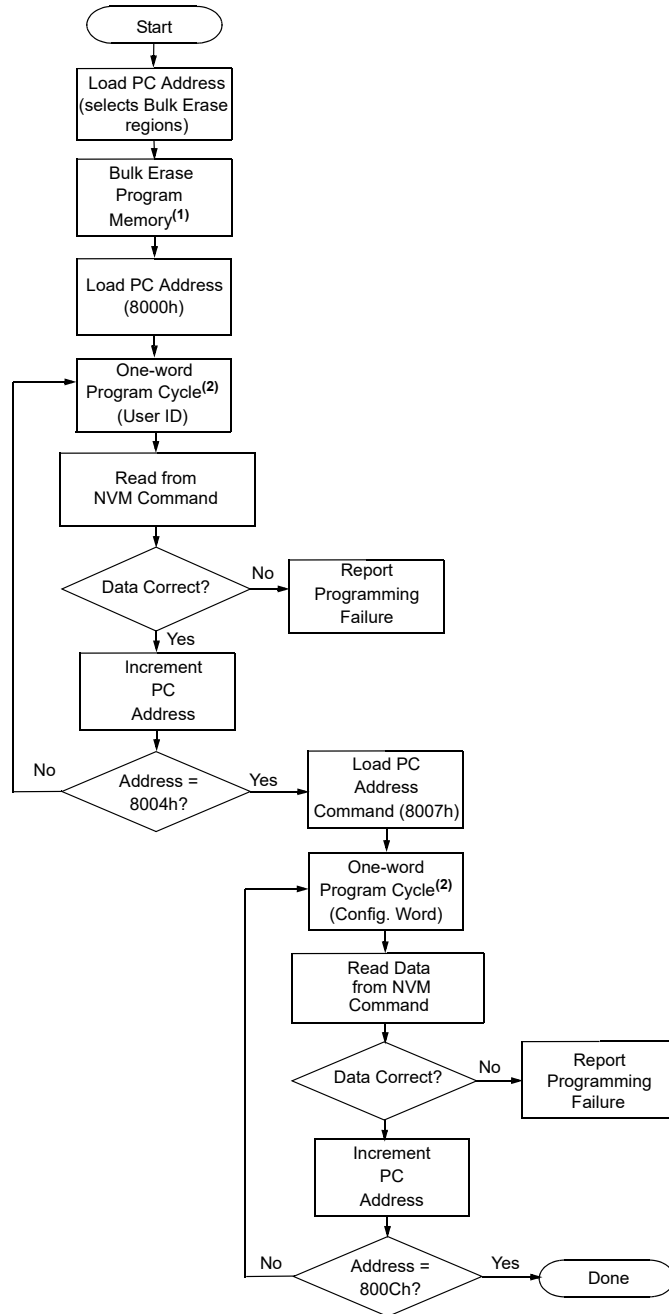 Start
Load PC Address
(selects Bulk Erase
regions)
Bulk Erase
Program
Memory(1)
Load PC Address
(8000h)
One-word
Program Cycle(2)
(User ID)
Read from
NVM Command
Data Correct?
No
Report
Programming
Failure
Yes
Increment
PC
Address
No
Address =
8004h?
Yes
Load PC
Address
Command (8007h)
One-word
Program Cycle(2)
(Config. Word)
Read Data
from NVM
Command
Data Correct?
No
Report
Programming
Failure
Yes
Increment
PC
Address
No
Address =
800Ch?
Yes
Done